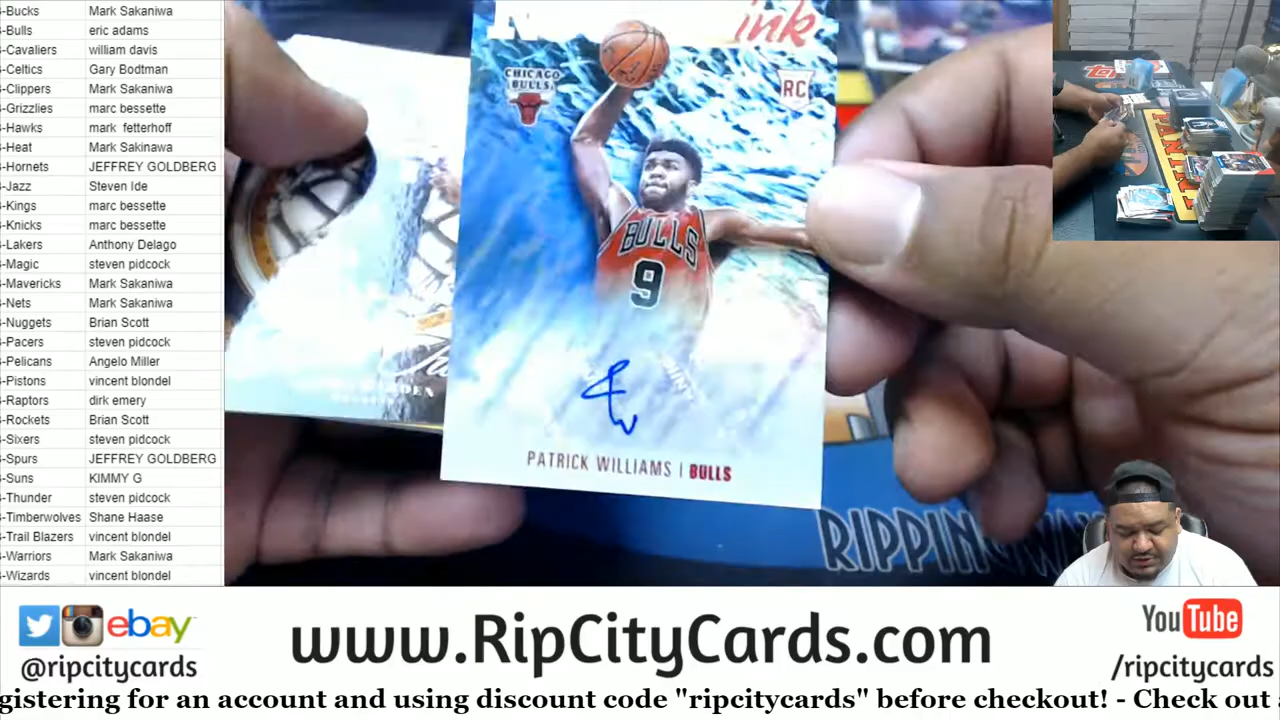 -Bucks Mark Sakaniwa
-Bulls eric adams
-Cavaliers william davis
-Celtics Gary Bodtman
-Clippers Mark Sakaniwa
-Grizzlies marc bessette
-Hawks mark fetterhoff
-Heat Mark Sakinawa
-Hornets JEFFREY GOLDBERG
-Jazz Steven Ide
-Kings marc bessette
-Knicks marc bessette
-Lakers Anthony Delago
-Magic steven pidcock
-Mavericks Mark Sakaniwa
-Nets Mark Sakaniwa
-Nuggets Brian Scott
-Pacers steven pidcock
-Pelicans Angelo Miller
-Pistons vincent blondel
-Raptors dirk emery
-Rockets Brian Scott
-Sixers steven pidcock
-Spurs JEFFREY GOLDBERG
-Suns KIMMY G
-Thunder steven pidcock
-Timberwolves Shane Haase
-Trail Blazers vincent blondel
-Warriors Mark Sakaniwa
-Wizards vincent blondel
ink
CHICAGO
BULLS
RC
BULLS
9
PATRICK WILLIAMS | BULLS
RIPPIN
PANINI
ebay
@ripcitycards
www.RipCityCards.com
YouTube
/ripcitycards
gistering for an account and using discount code "ripcitycards" before checkout! - Check out